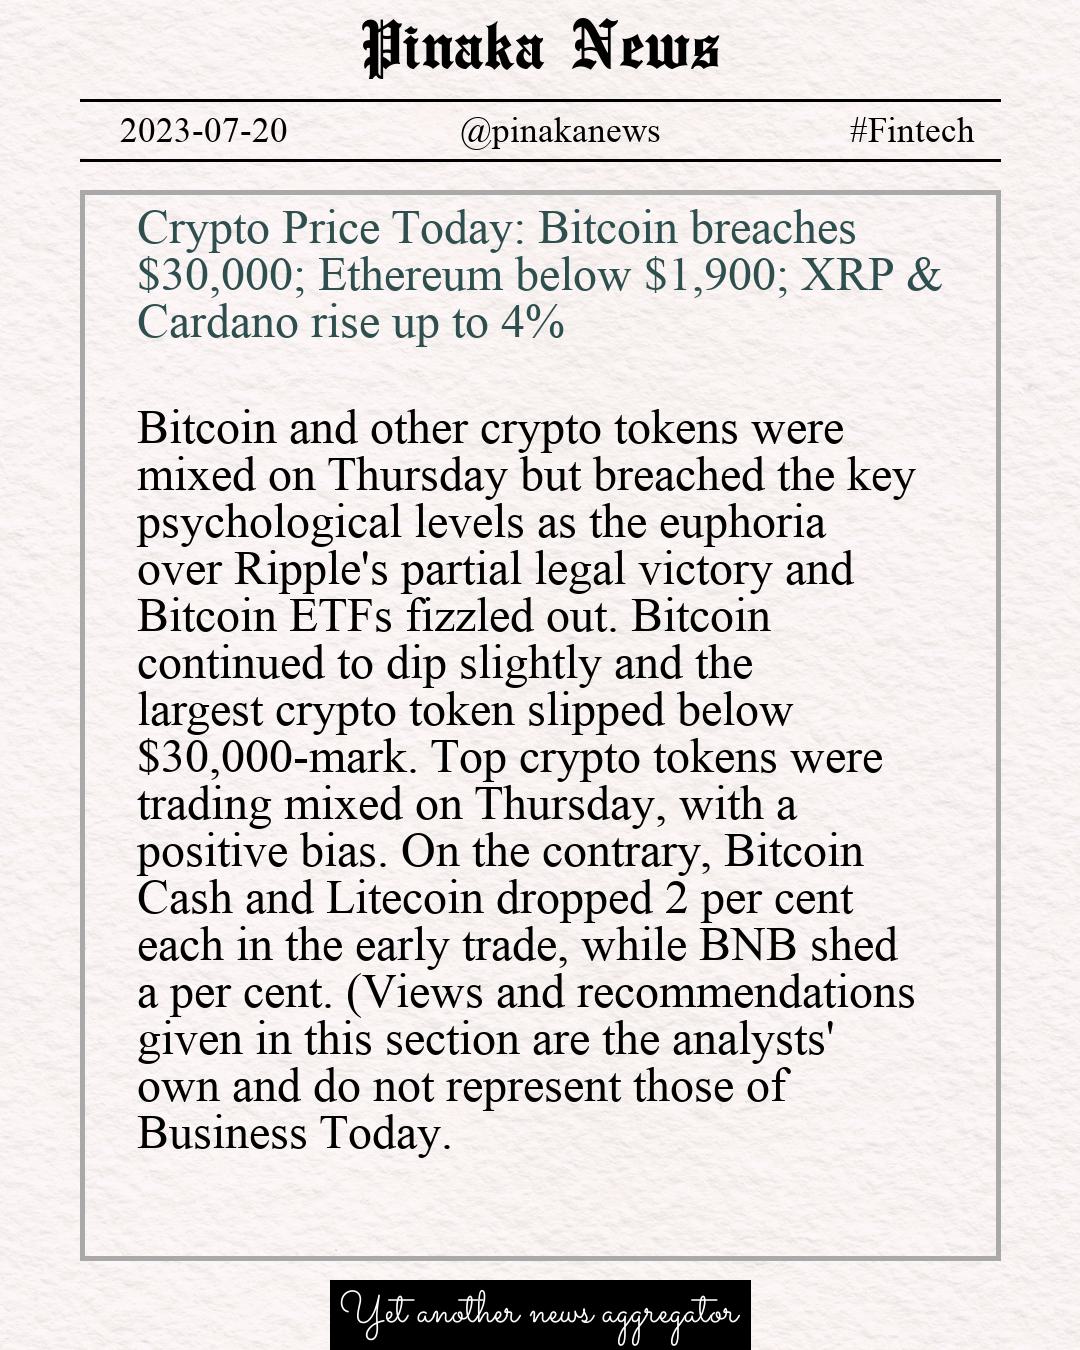 Pinaka News
2023-07-20 @pinakanews #Fintech
Crypto Price Today: Bitcoin breaches
$30,000; Ethereum below $1,900; XRP &
Cardano rise up to 4%
Bitcoin and other crypto tokens were
mixed on Thursday but breached the key
psychological levels as the euphoria
over Ripple's partial legal victory and
Bitcoin ETFs fizzled out. Bitcoin
continued to dip slightly and the
largest crypto token slipped below
$30,000-mark. Top crypto tokens were
trading mixed on Thursday, with a
positive bias. On the contrary, Bitcoin
Cash and Litecoin dropped 2 per cent
each in the early trade, while BNB shed
a per cent. (Views and recommendations
given in this section are the analysts'
own and do not represent those of
Business Today.
Yet another news aggregator